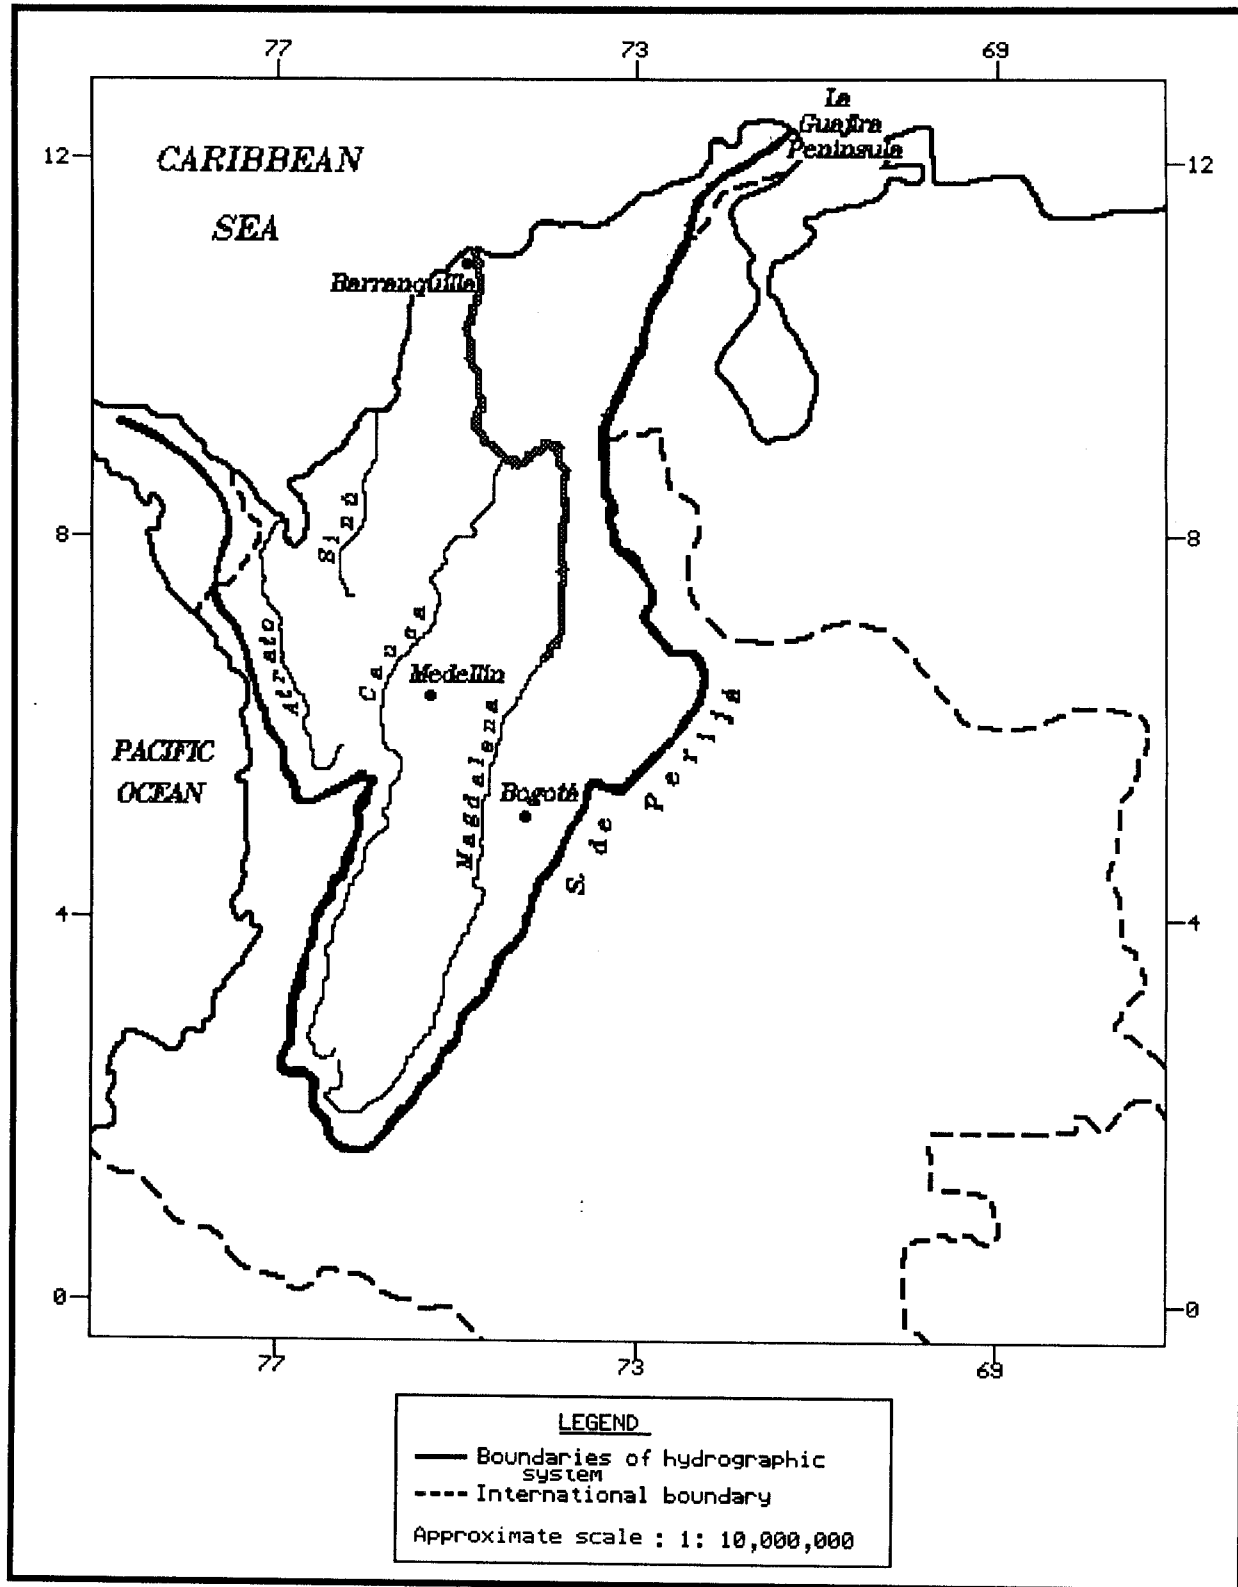 77 73 69
La
Guajira
Peninsula
12 12
CARIBBEAN
SEA
Barranquilla
8 8
Sinú
Cauca
Atrato
Medellín
Magdalena
S. de Perijá
PACIFIC
OCEAN
Bogotá
4 4
0 0
77 73 69
LEGEND
Boundaries of hydrographic
system
International boundary
Approximate scale : 1: 10,000,000